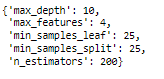 {'max_depth': 10,
'max_features': 4,
'min_samples_leaf': 25,
'min_samples_split': 25,
'n_estimators': 200}